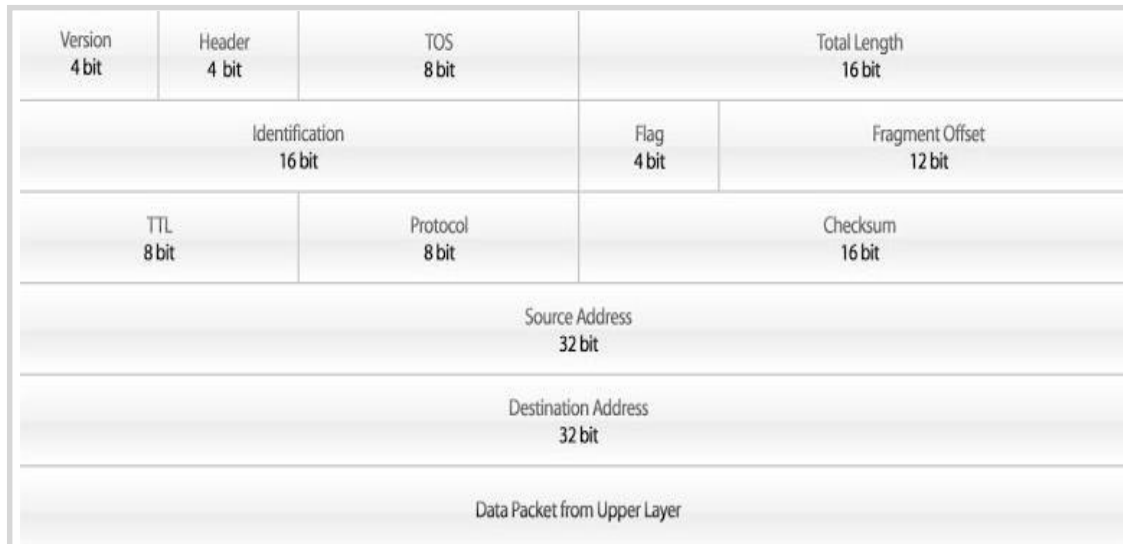 Version
4 bit
Header
4 bit
TOS
8 bit
Total Length
16 bit
Identification
16 bit
Flag
4 bit
Fragment Offset
12 bit
TTL
8 bit
Protocol
8 bit
Checksum
16 bit
Source Address
32 bit
Destination Address
32 bit
Data Packet from Upper Layer